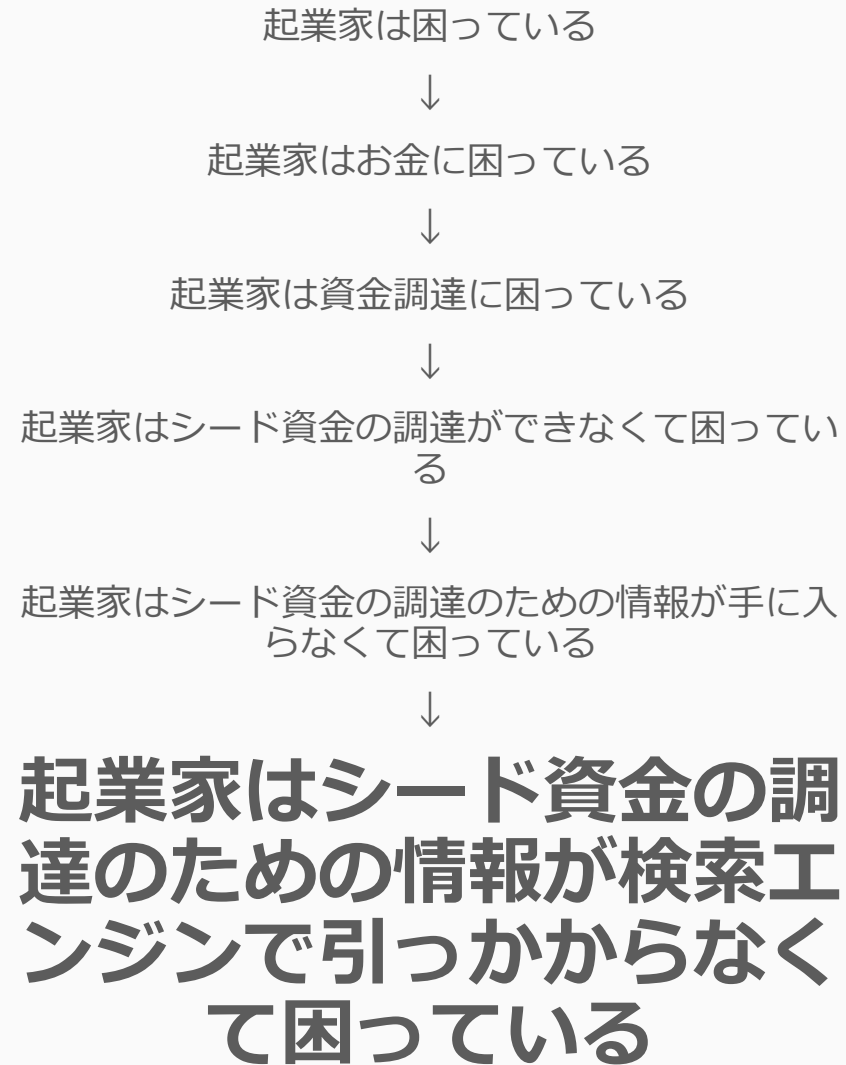 起業家は困っている
↓
起業家はお金に困っている
↓
起業家は資金調達に困っている
↓
起業家はシード資金の調達ができなくて困ってい
る
↓
起業家はシード資金の調達のための情報が手に入
らなくて困っている
↓
起業家はシード資金の調
達のための情報が検索エ
ンジンで引っかからなく
て困っている